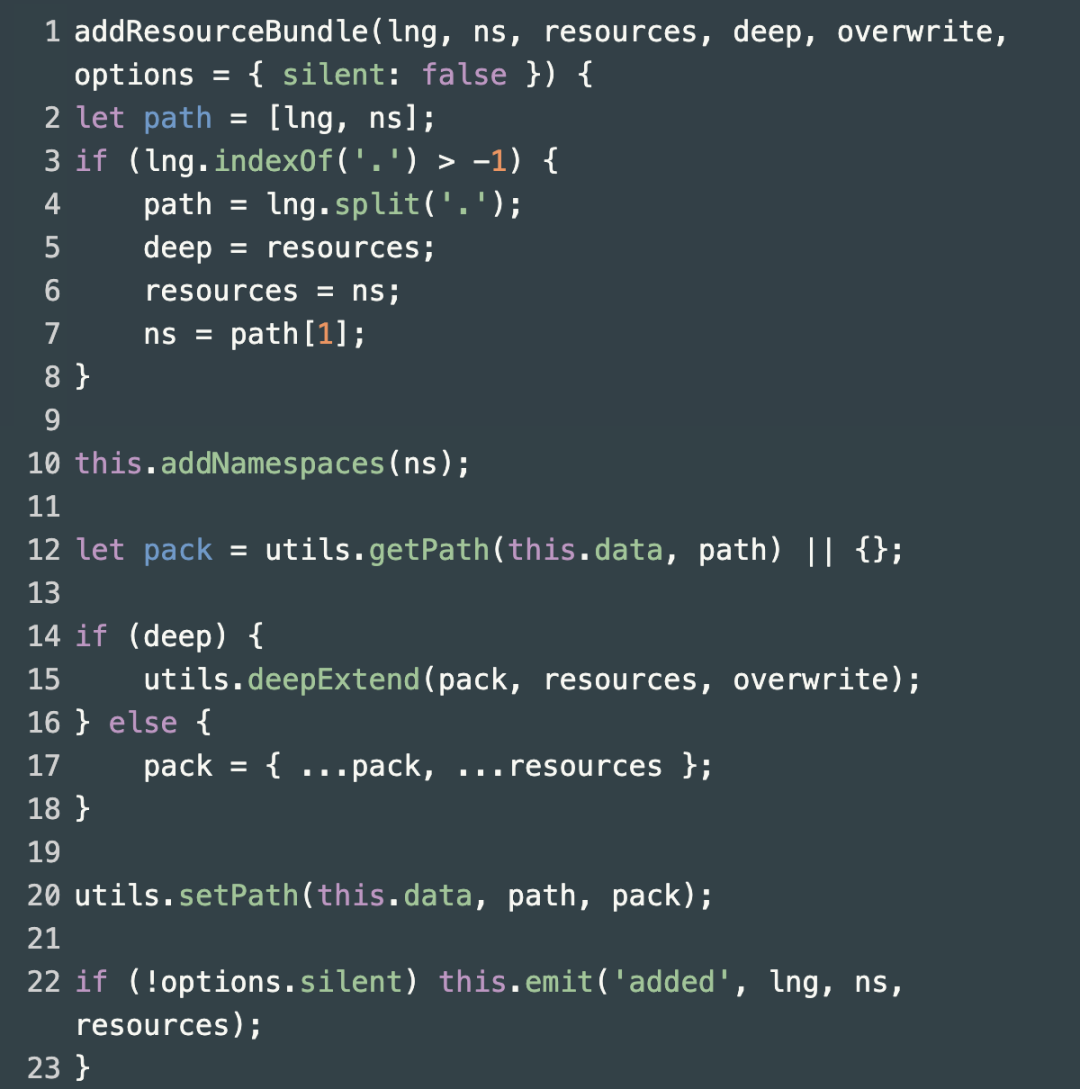 1 addResourceBundle(lng, ns, resources, deep, overwrite,
options = { silent: false }) {
2 let path = [lng, ns];
3 if (lng.indexOf('.') > -1) {
4     path = lng.split('.');
5     deep = resources;
6     resources = ns;
7     ns = path[1];
8 }
9
10 this.addNamespaces(ns);
11
12 let pack = utils.getPath(this.data, path) || {};
13
14 if (deep) {
15     utils.deepExtend(pack, resources, overwrite);
16 } else {
17     pack = { ...pack, ...resources };
18 }
19
20 utils.setPath(this.data, path, pack);
21
22 if (!options.silent) this.emit('added', lng, ns,
resources);
23 }